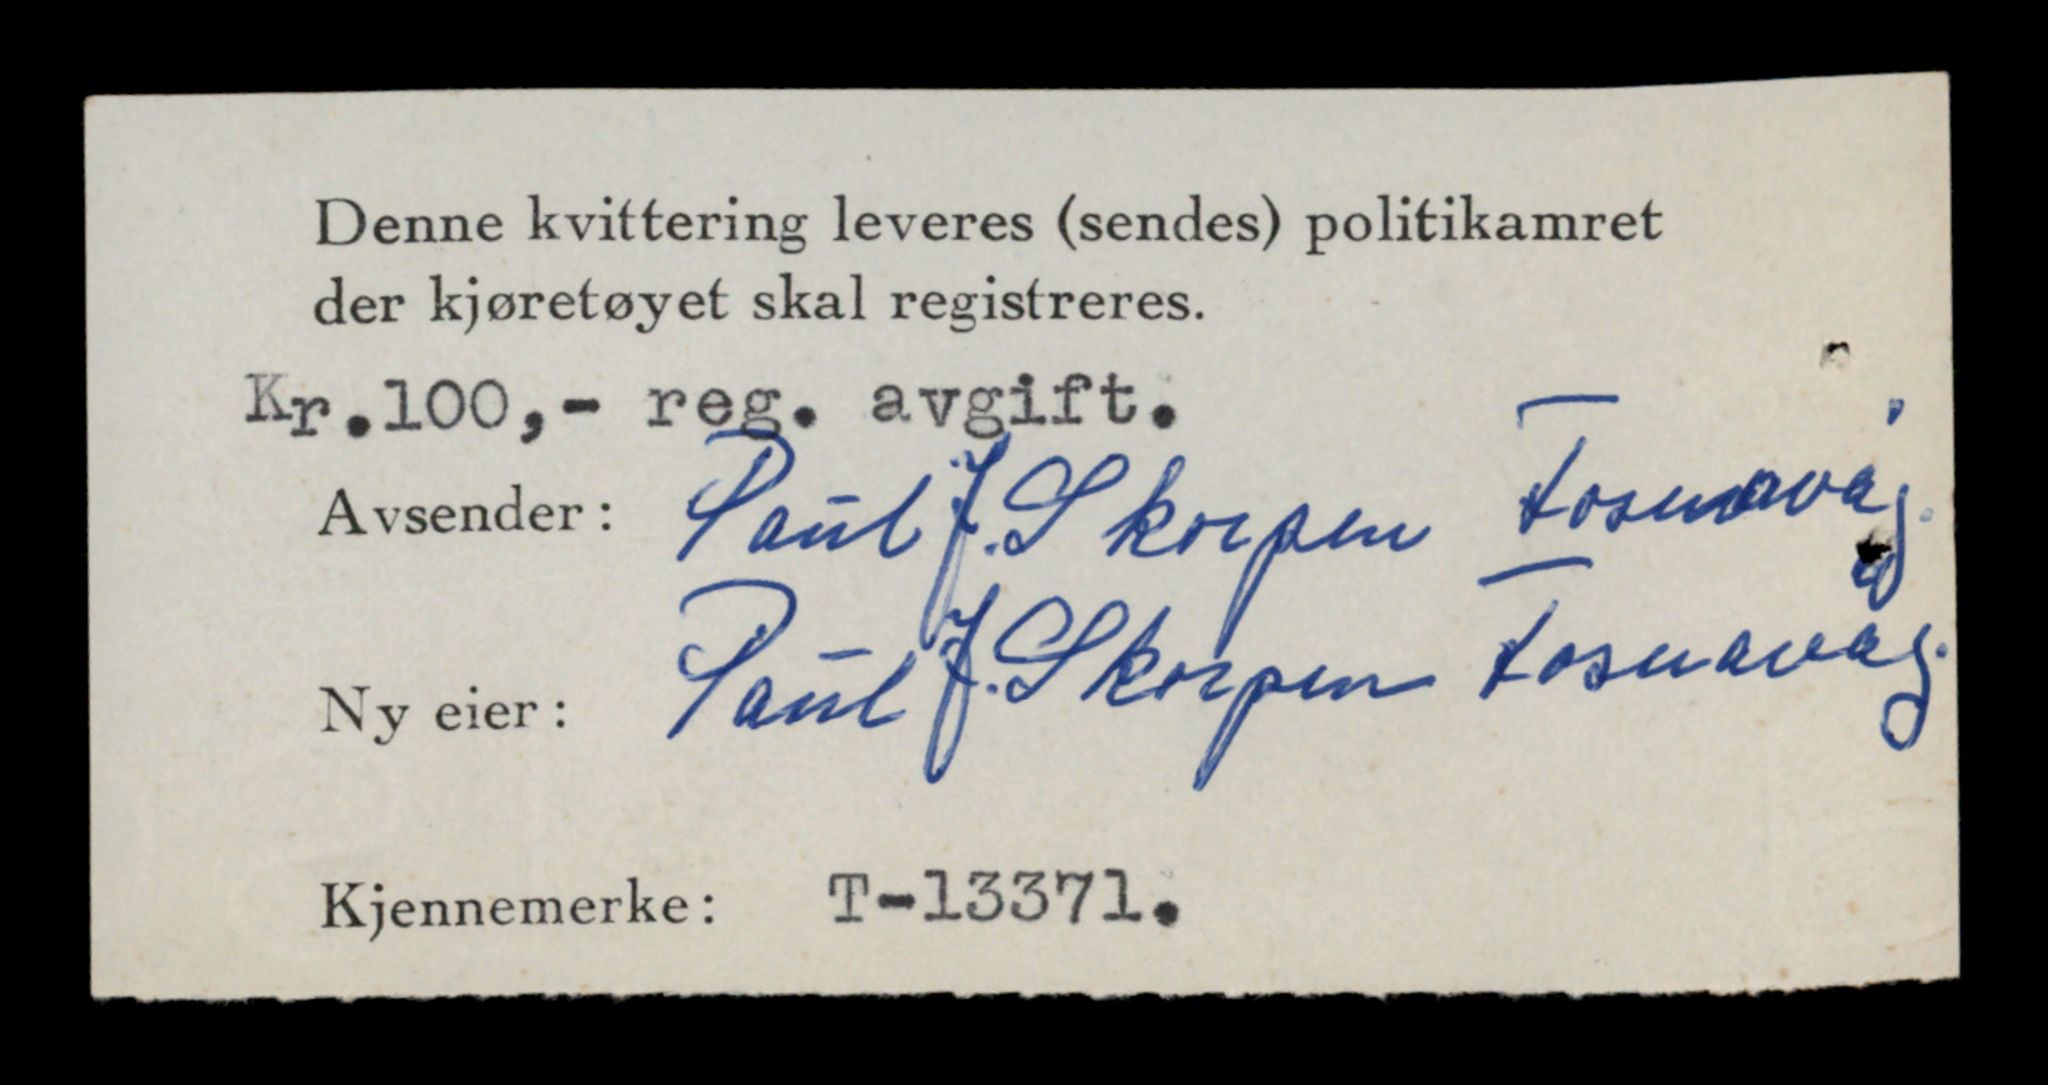 Denne kvittering leveres (sendes) politikamret
der kjøretøyet skal registreres.
Kr.100,- reg. avgift.
Avsender: Paul J. Skorpen Fosnavåg.
Ny eier: Paul J. Skorpen Fosnavåg.
Kjennemerke: T-13371.